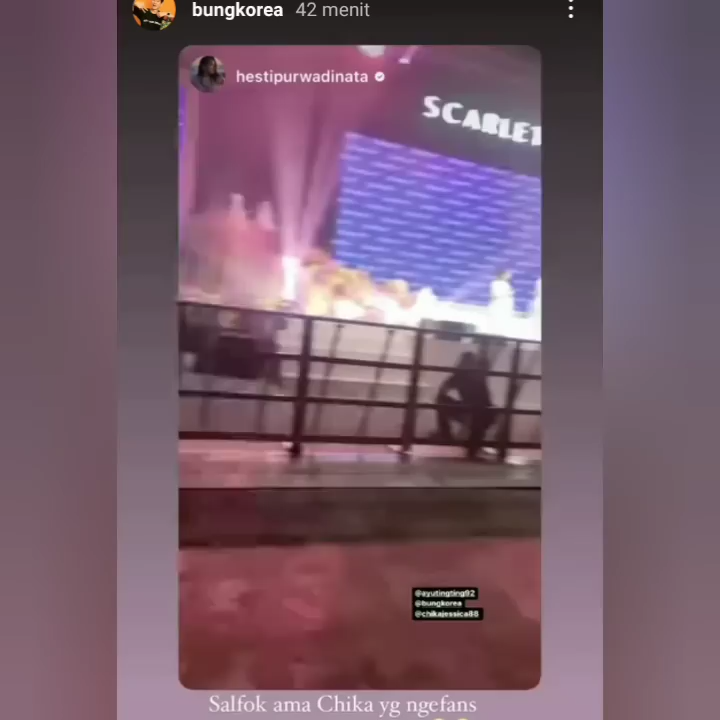 bungkorea 42 menit
hestipurwadinata
SCARLET
@ayutingting92
@bungkorea
@chikajessica88
Salfok ama Chika yg ngefans